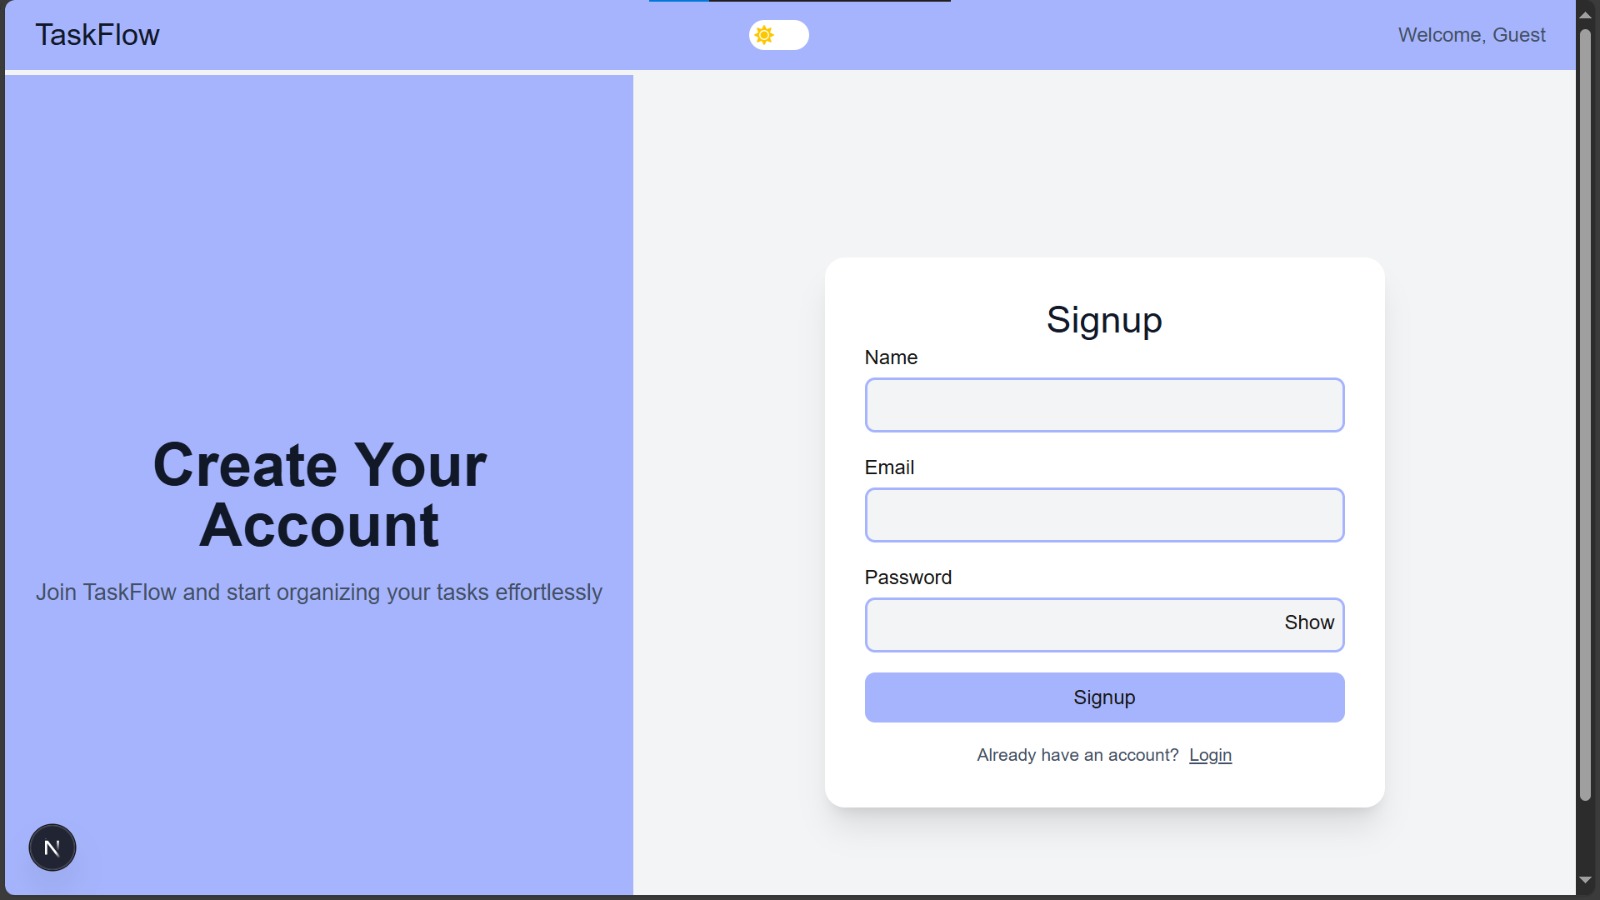 TaskFlow
Welcome, Guest
Create Your
Account
Join TaskFlow and start organizing your tasks effortlessly
Signup
Name
Email
Password
Show
Signup
Already have an account? Login
N